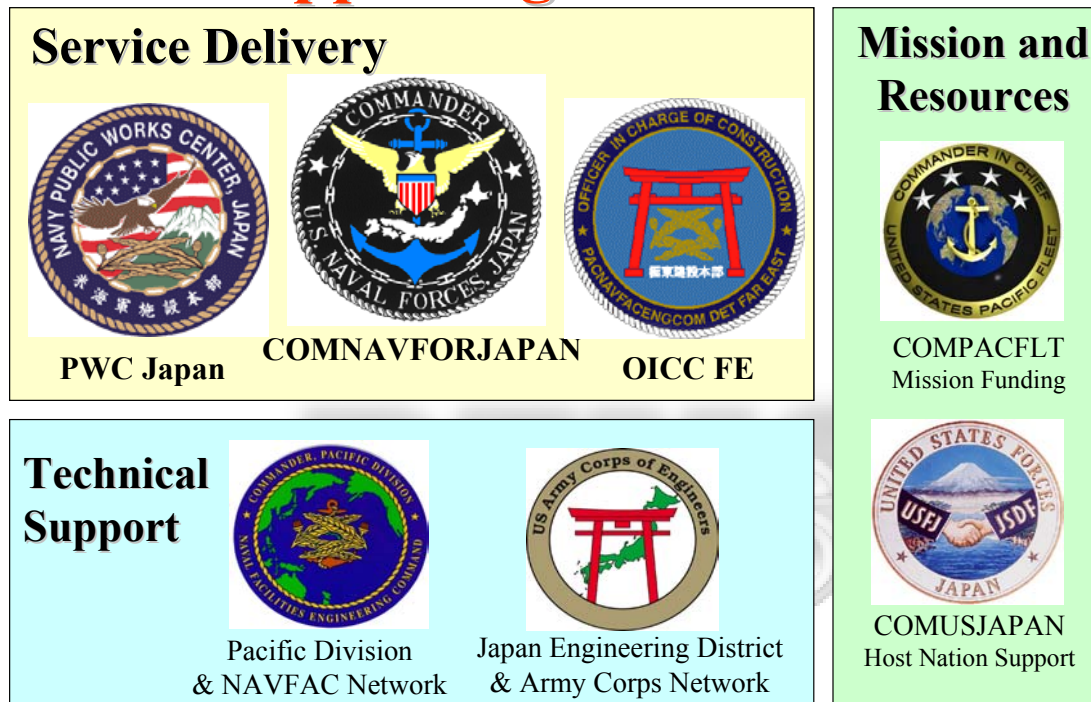 Service Delivery
NAVY PUBLIC WORKS CENTER, JAPAN
米海軍施設本部
PWC Japan
COMMANDER
U.S. NAVAL FORCES, JAPAN
COMNAVFORJAPAN
OFFICER IN CHARGE OF CONSTRUCTION
極東建設本部
PACNAVFACENGCOM DET FAR EAST
OICC FE
Mission and
Resources
COMMANDER IN CHIEF
UNITED STATES PACIFIC FLEET
COMPACFLT
Mission Funding
UNITED STATES FORCES
USFJ JSDF
JAPAN
COMUSJAPAN
Host Nation Support
Technical
Support
COMMANDER, PACIFIC DIVISION
NAVAL FACILITIES ENGINEERING COMMAND
Pacific Division
& NAVFAC Network
US Army Corps of Engineers
Japan Engineering District
& Army Corps Network